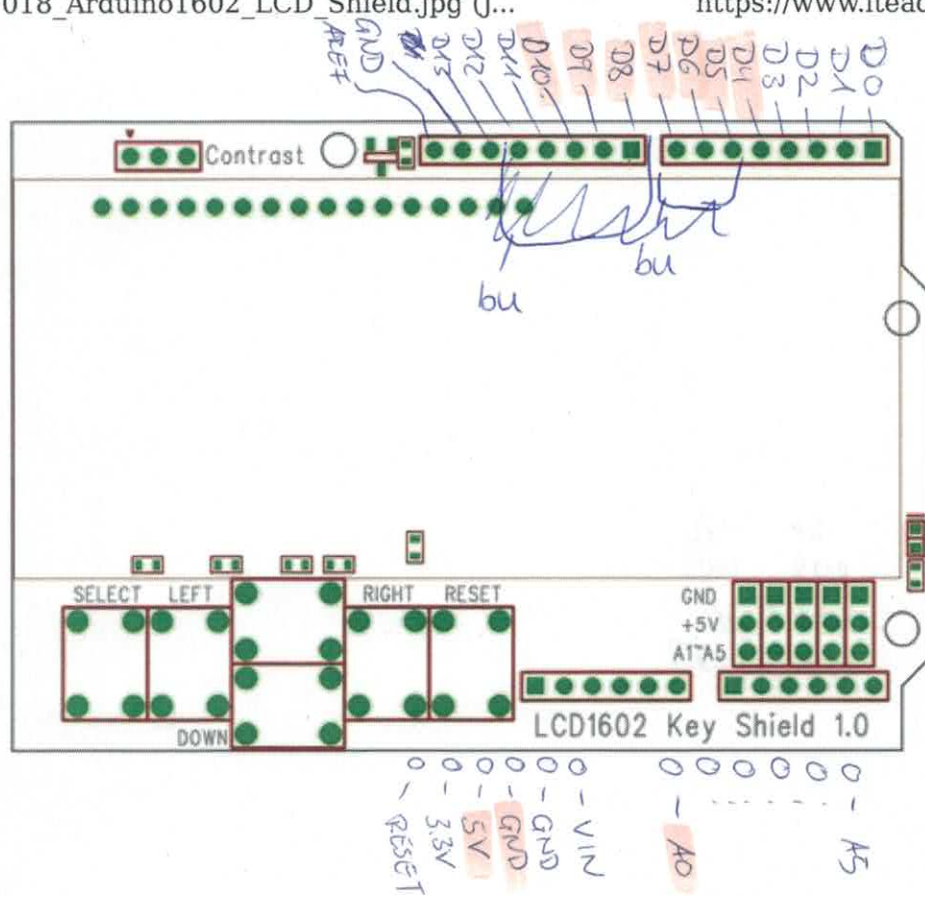 018_Arduino1602_LCD_Shield.jpg (J...
https://www.itead
AREF
GND
D13
D12
D11
D10
D9
D8
D7
D6
D5
D4
D3
D2
D1
D0
Contrast
bu
bu
SELECT LEFT
RIGHT RESET
DOWN
GND
+5V
A1~A5
LCD1602 Key Shield 1.0
RESET
3.3V
5V
GND
GND
VIN
A0
A5